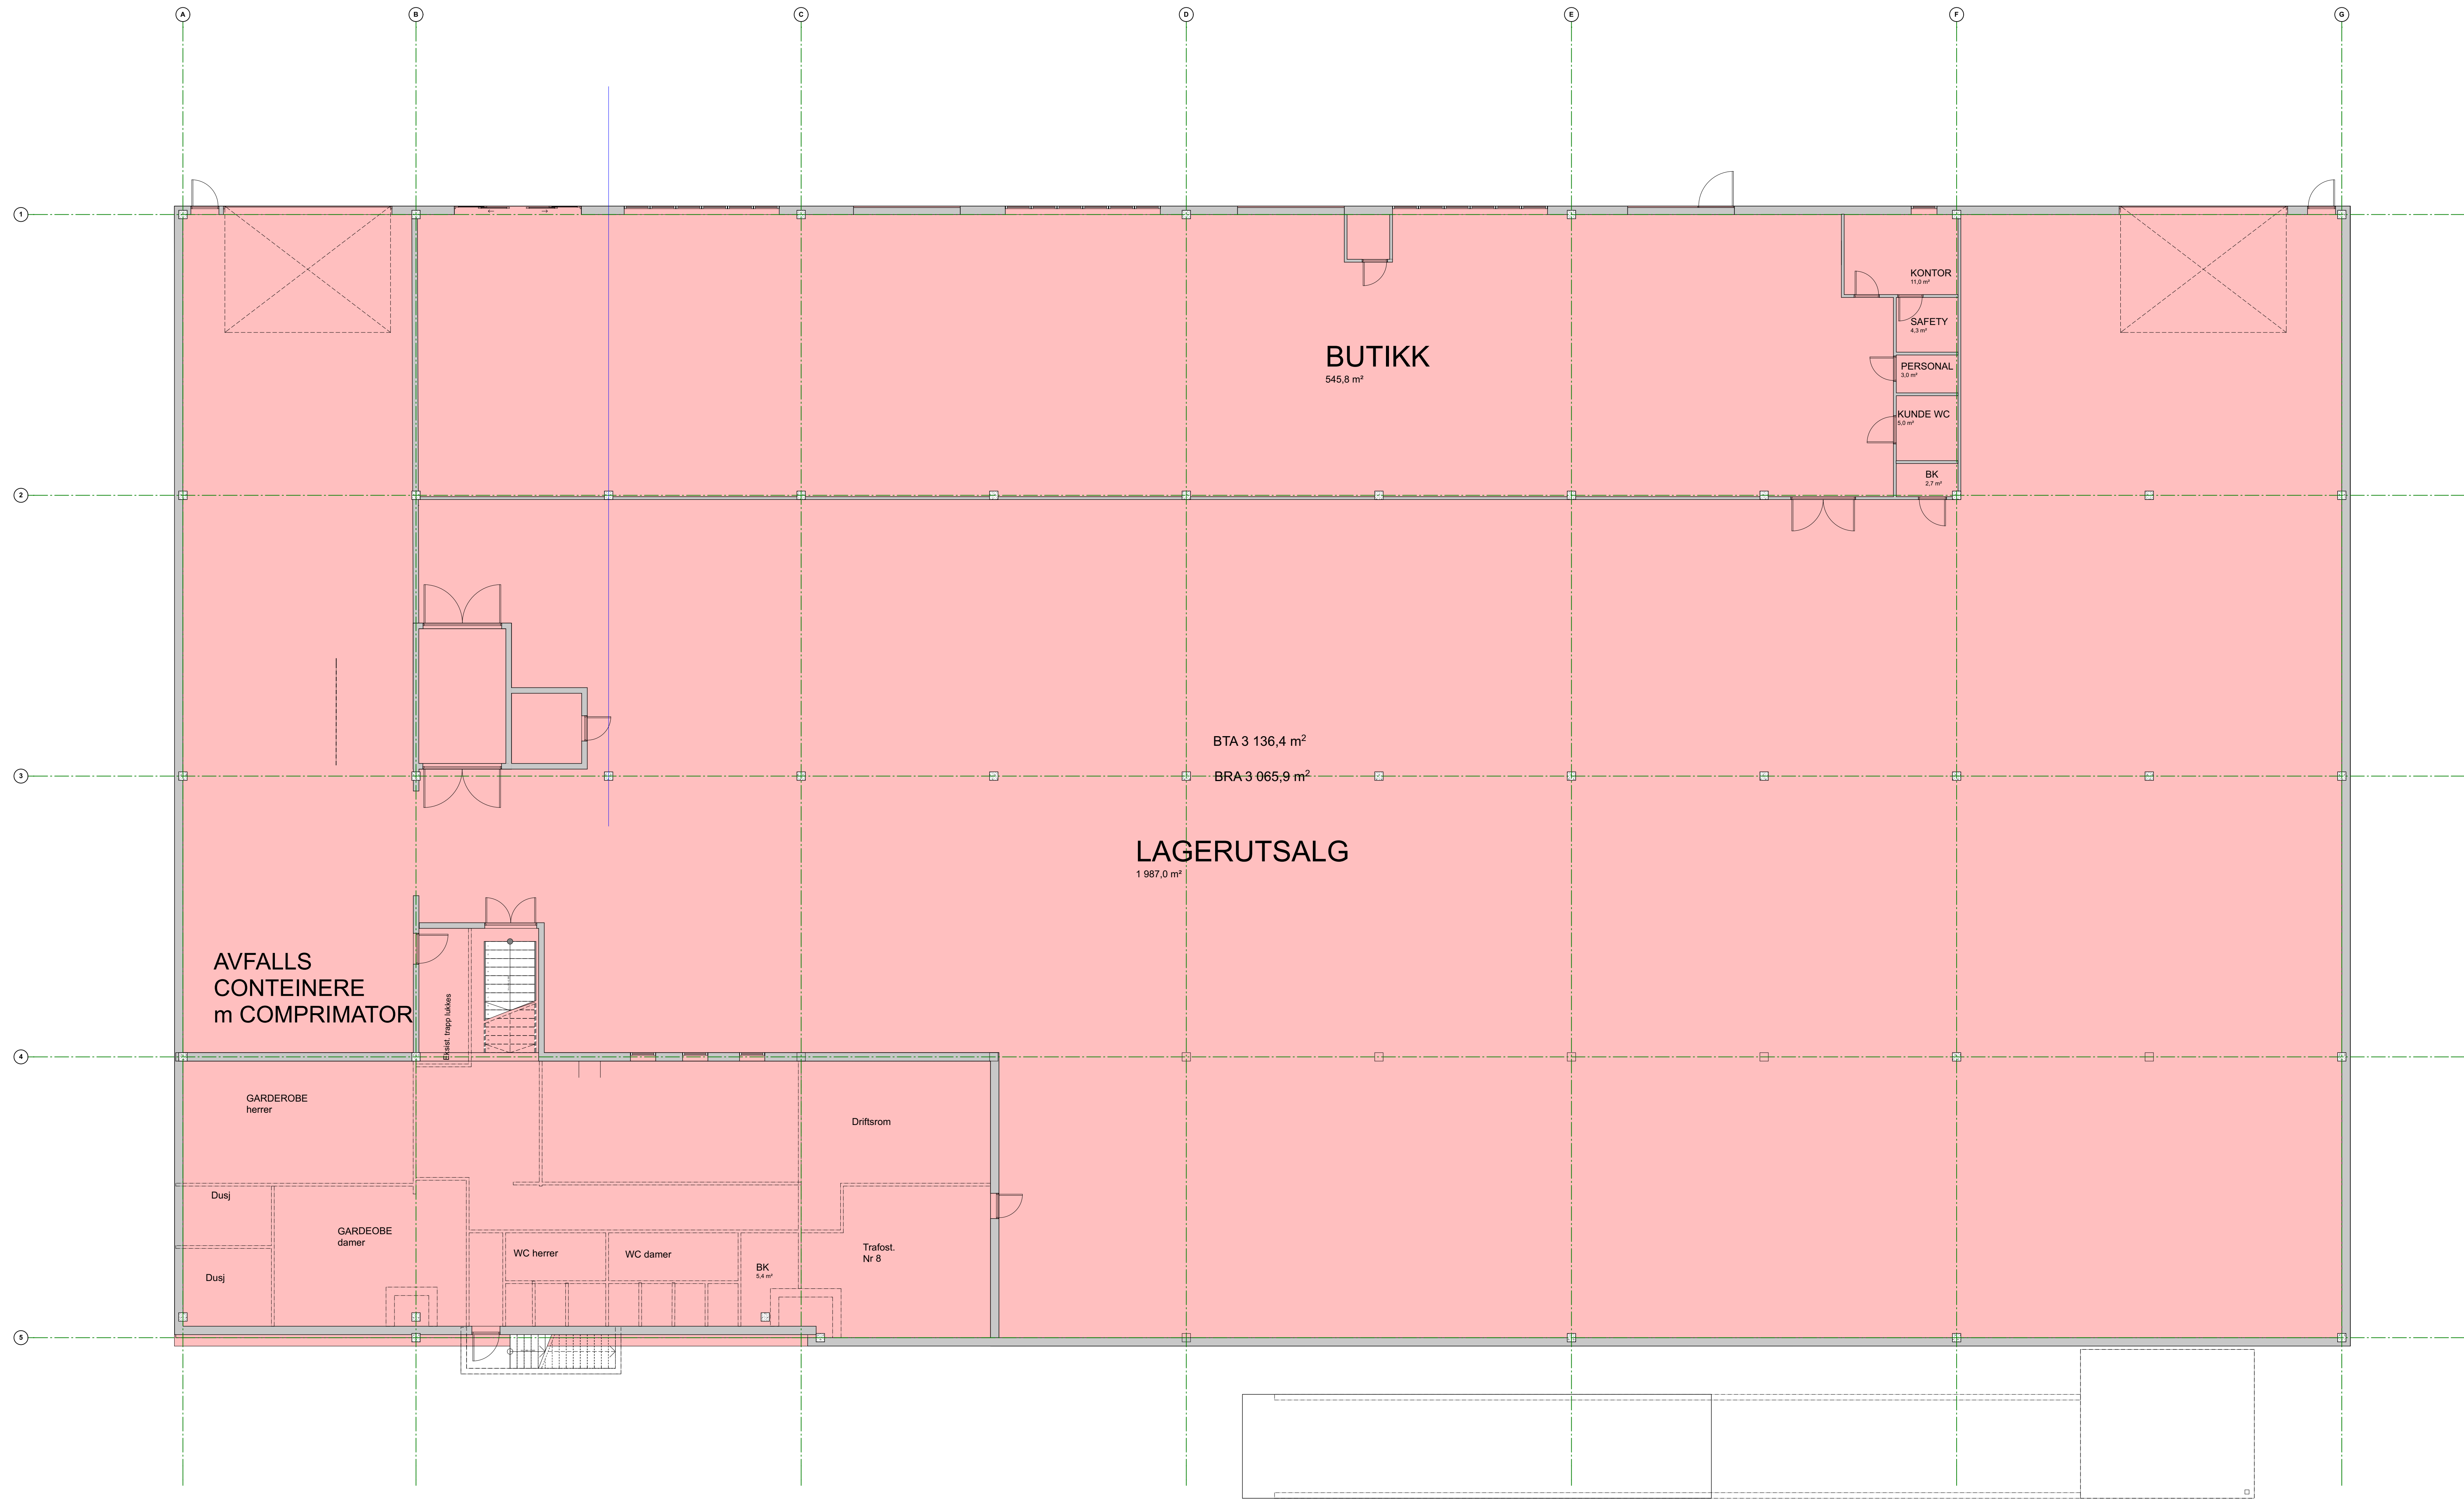 A
B
C
D
E
F
G
1
KONTOR
11,0 m²
SAFETY
4,3 m²
BUTIKK
545,8 m²
PERSONAL
3,0 m²
KUNDE WC
5,0 m²
BK
2,7 m²
2
BTA 3 136,4 m²
3
BRA 3 065,9 m²
LAGERUTSALG
1 987,0 m²
AVFALLS
CONTEINERE
m COMPRIMATOR
Eksist. trapp lukkes
4
GARDEROBE
herrer
Driftsrom
Dusj
GARDEOBE
damer
WC herrer
WC damer
Trafost.
Nr 8
BK
5,4 m²
Dusj
5